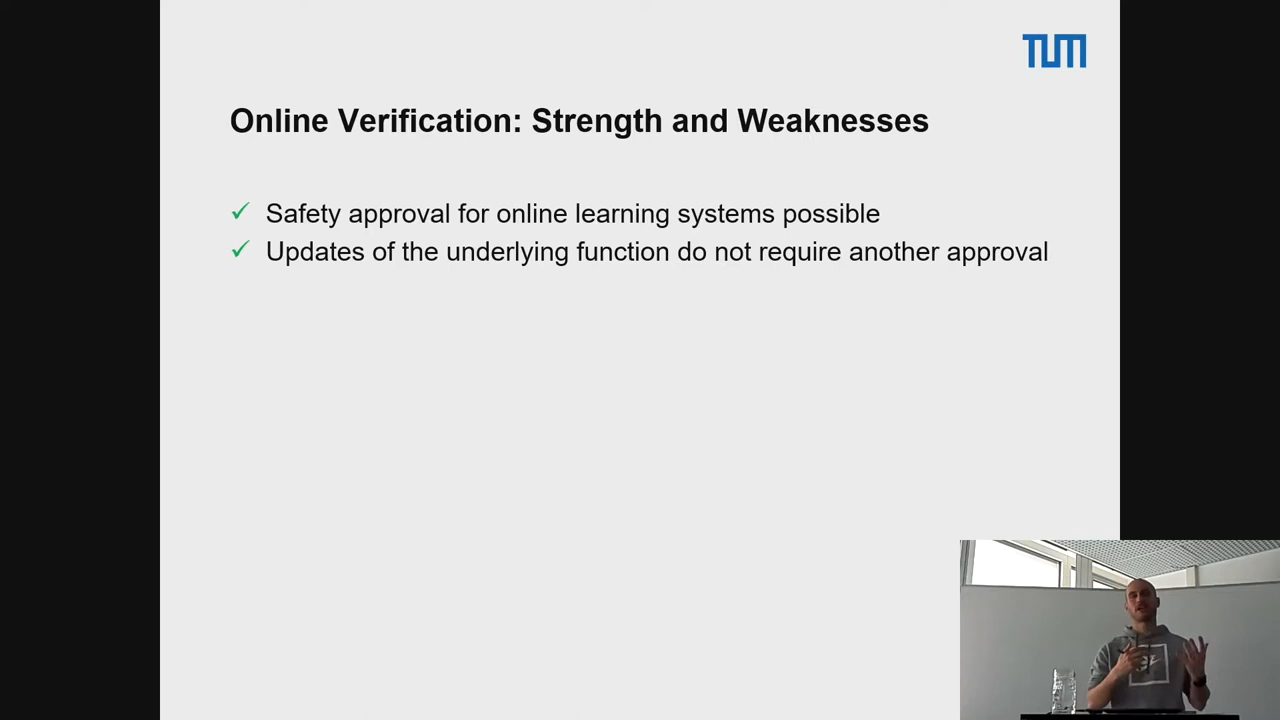 TUM
Online Verification: Strength and Weaknesses
✓ Safety approval for online learning systems possible
✓ Updates of the underlying function do not require another approval